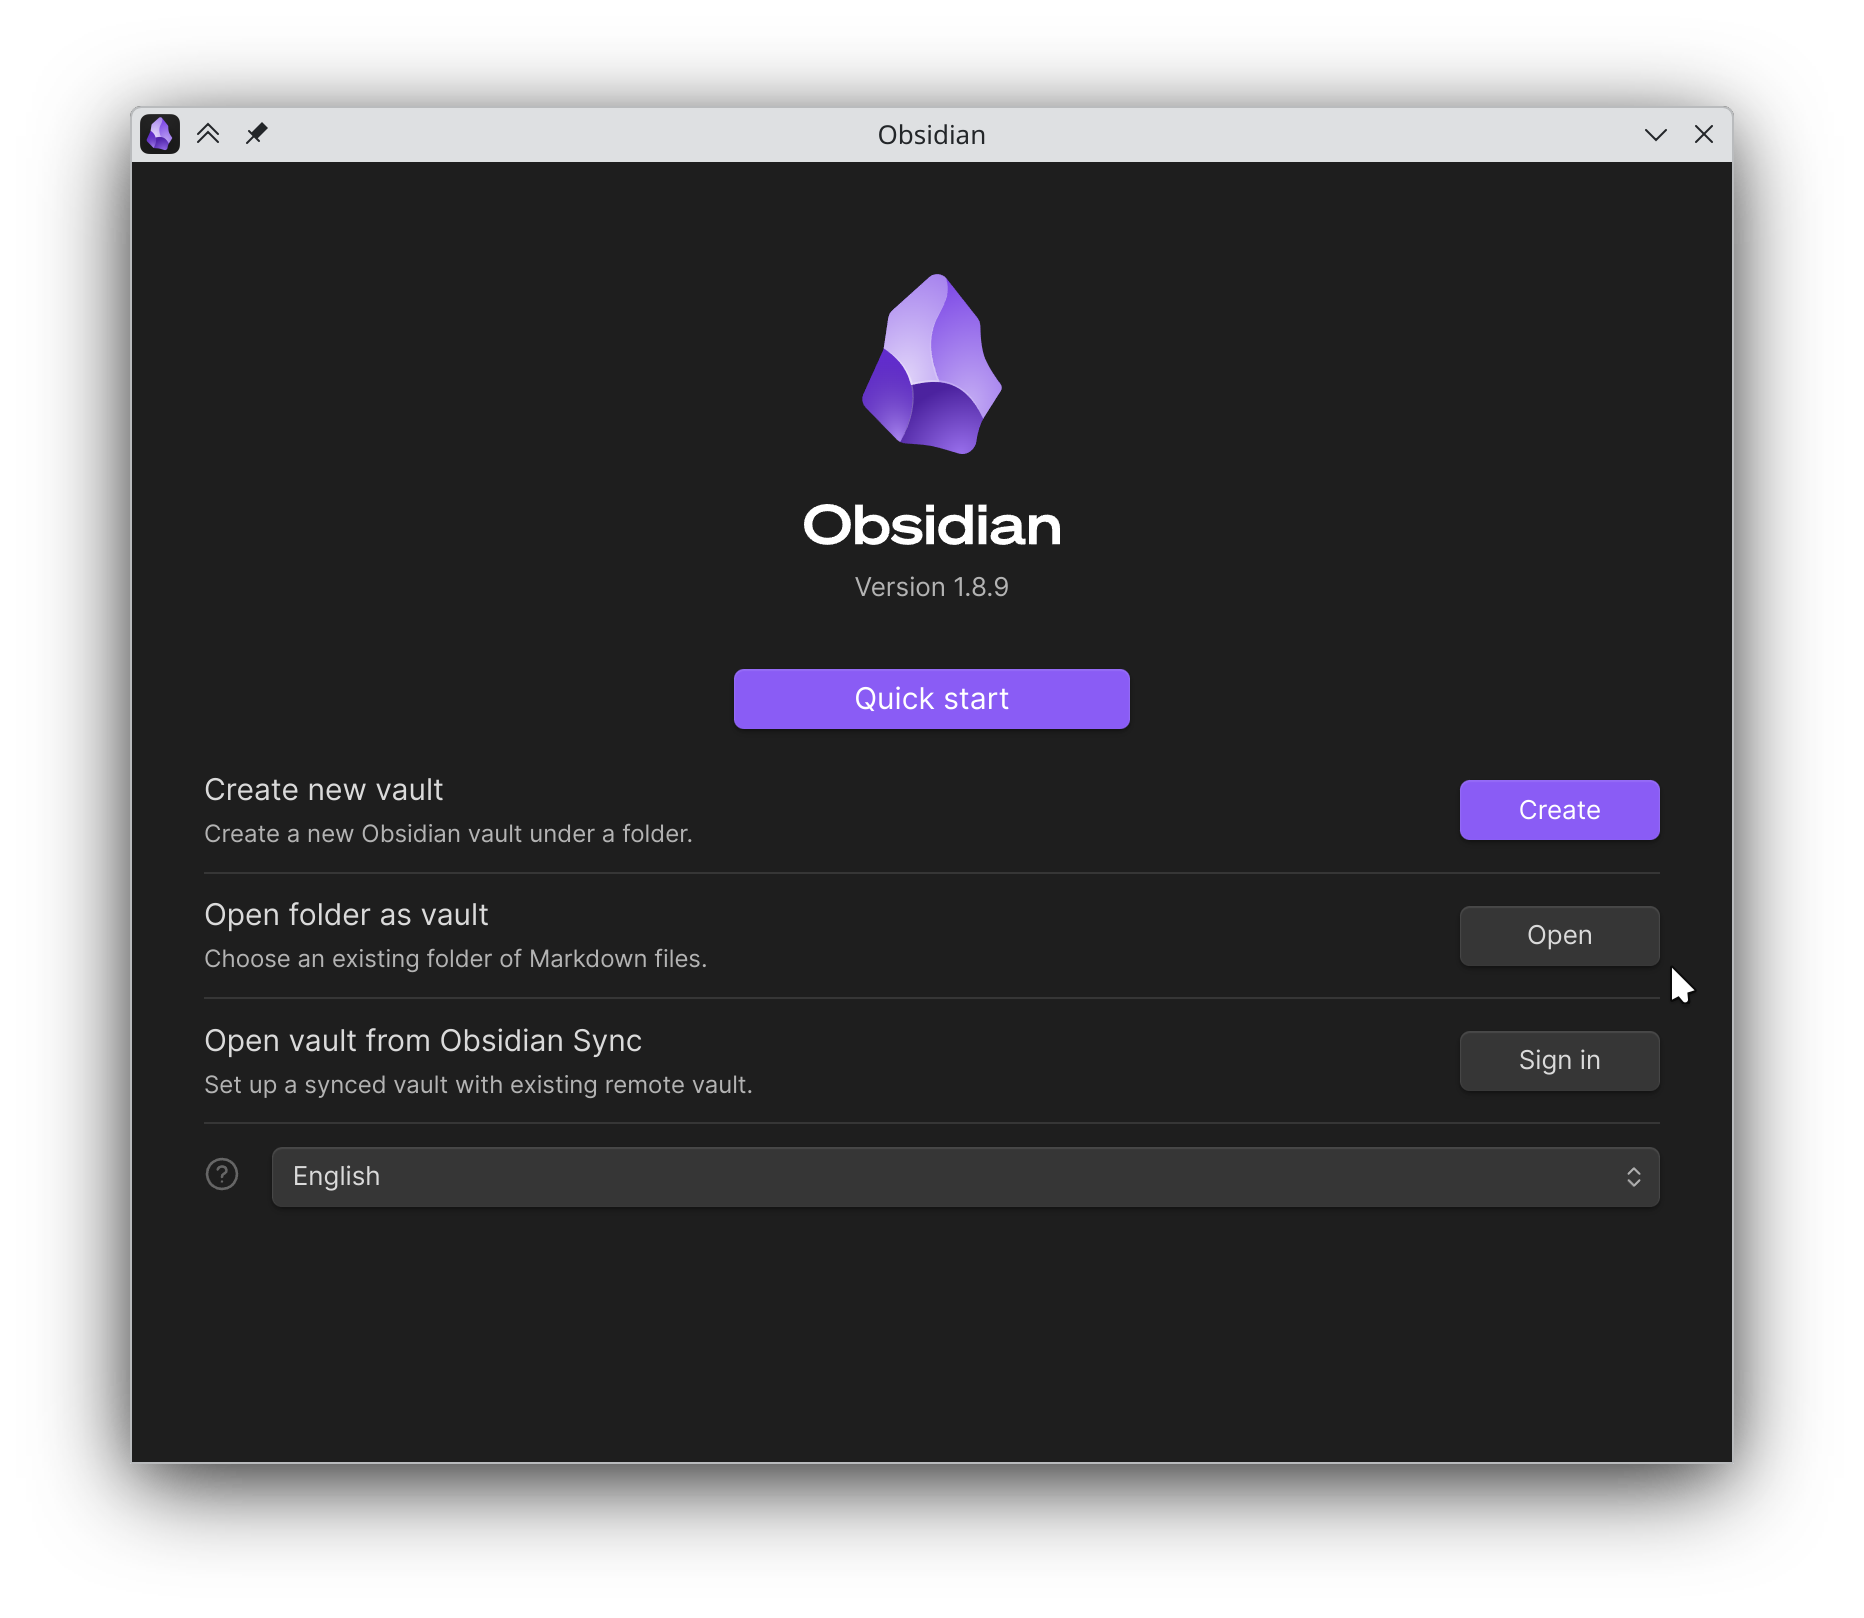 Obsidian
Obsidian
Version 1.8.9
Quick start
Create new vault
Create a new Obsidian vault under a folder.
Create
Open folder as vault
Choose an existing folder of Markdown files.
Open
Open vault from Obsidian Sync
Set up a synced vault with existing remote vault.
Sign in
?
English